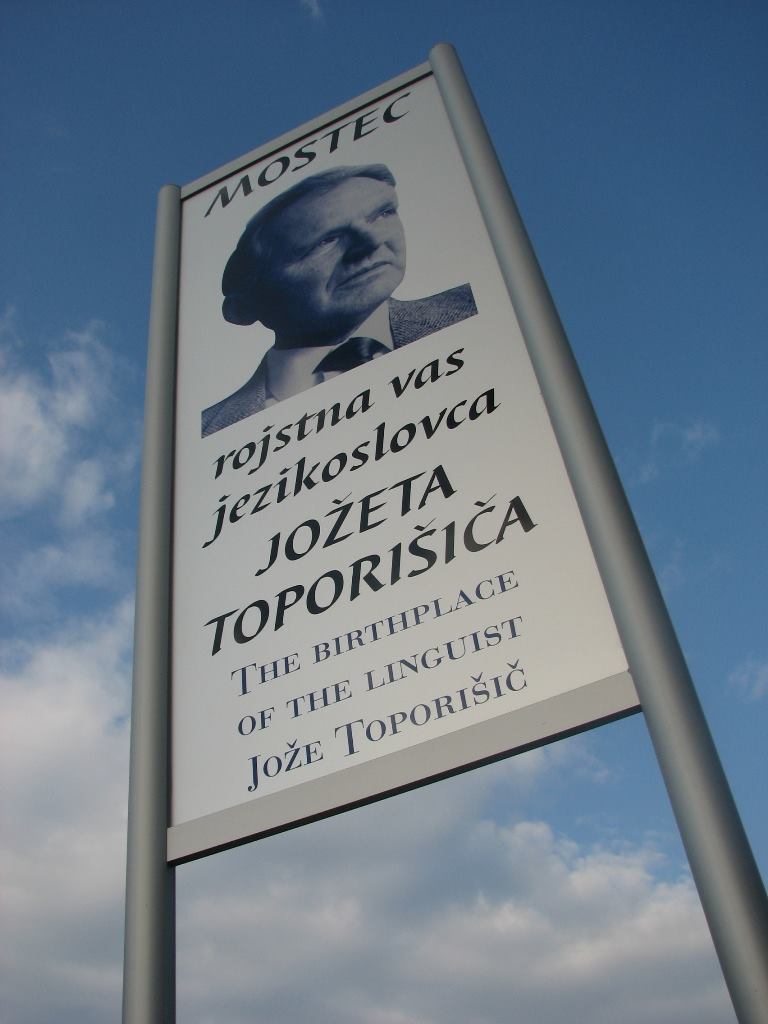 MOSTEC
rojstna vas
jezikoslovca
JOŽETA
TOPORIŠIČA
THE BIRTHPLACE
OF THE LINGUIST
JOŽE TOPORIŠIČ